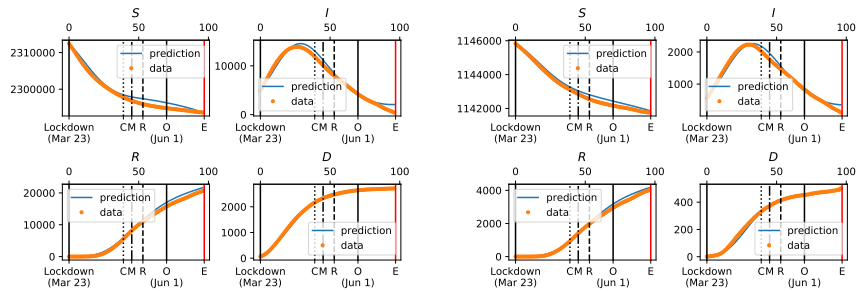 S
0 50 100
2310000
2300000
prediction
data
Lockdown CM R O E
(Mar 23) (Jun 1)
I
0 50 100
10000
0
prediction
data
Lockdown CM R O E
(Mar 23) (Jun 1)
S
0 50 100
1146000
1144000
1142000
prediction
data
Lockdown CM R O E
(Mar 23) (Jun 1)
I
0 50 100
2000
1000
prediction
data
Lockdown CM R O E
(Mar 23) (Jun 1)
R
0 50 100
20000
10000
0
prediction
data
Lockdown CM R O E
(Mar 23) (Jun 1)
D
0 50 100
2000
0
prediction
data
Lockdown CM R O E
(Mar 23) (Jun 1)
R
0 50 100
4000
2000
0
prediction
data
Lockdown CM R O E
(Mar 23) (Jun 1)
D
0 50 100
400
200
0
prediction
data
Lockdown CM R O E
(Mar 23) (Jun 1)